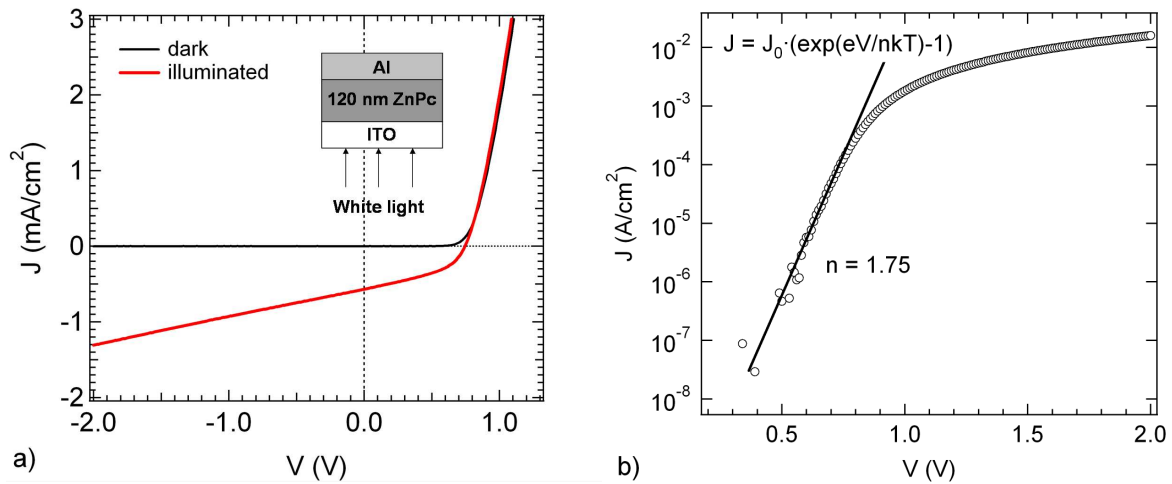 3
2
1
0
-1
-2
J (mA/cm²)
dark
illuminated
Al
120 nm ZnPc
ITO
White light
-2.0
-1.0
0.0
1.0
V (V)
a)
10⁻²
10⁻³
10⁻⁴
10⁻⁵
10⁻⁶
10⁻⁷
10⁻⁸
J (A/cm²)
J = J₀·(exp(eV/nkT)-1)
n = 1.75
0.5
1.0
1.5
2.0
V (V)
b)